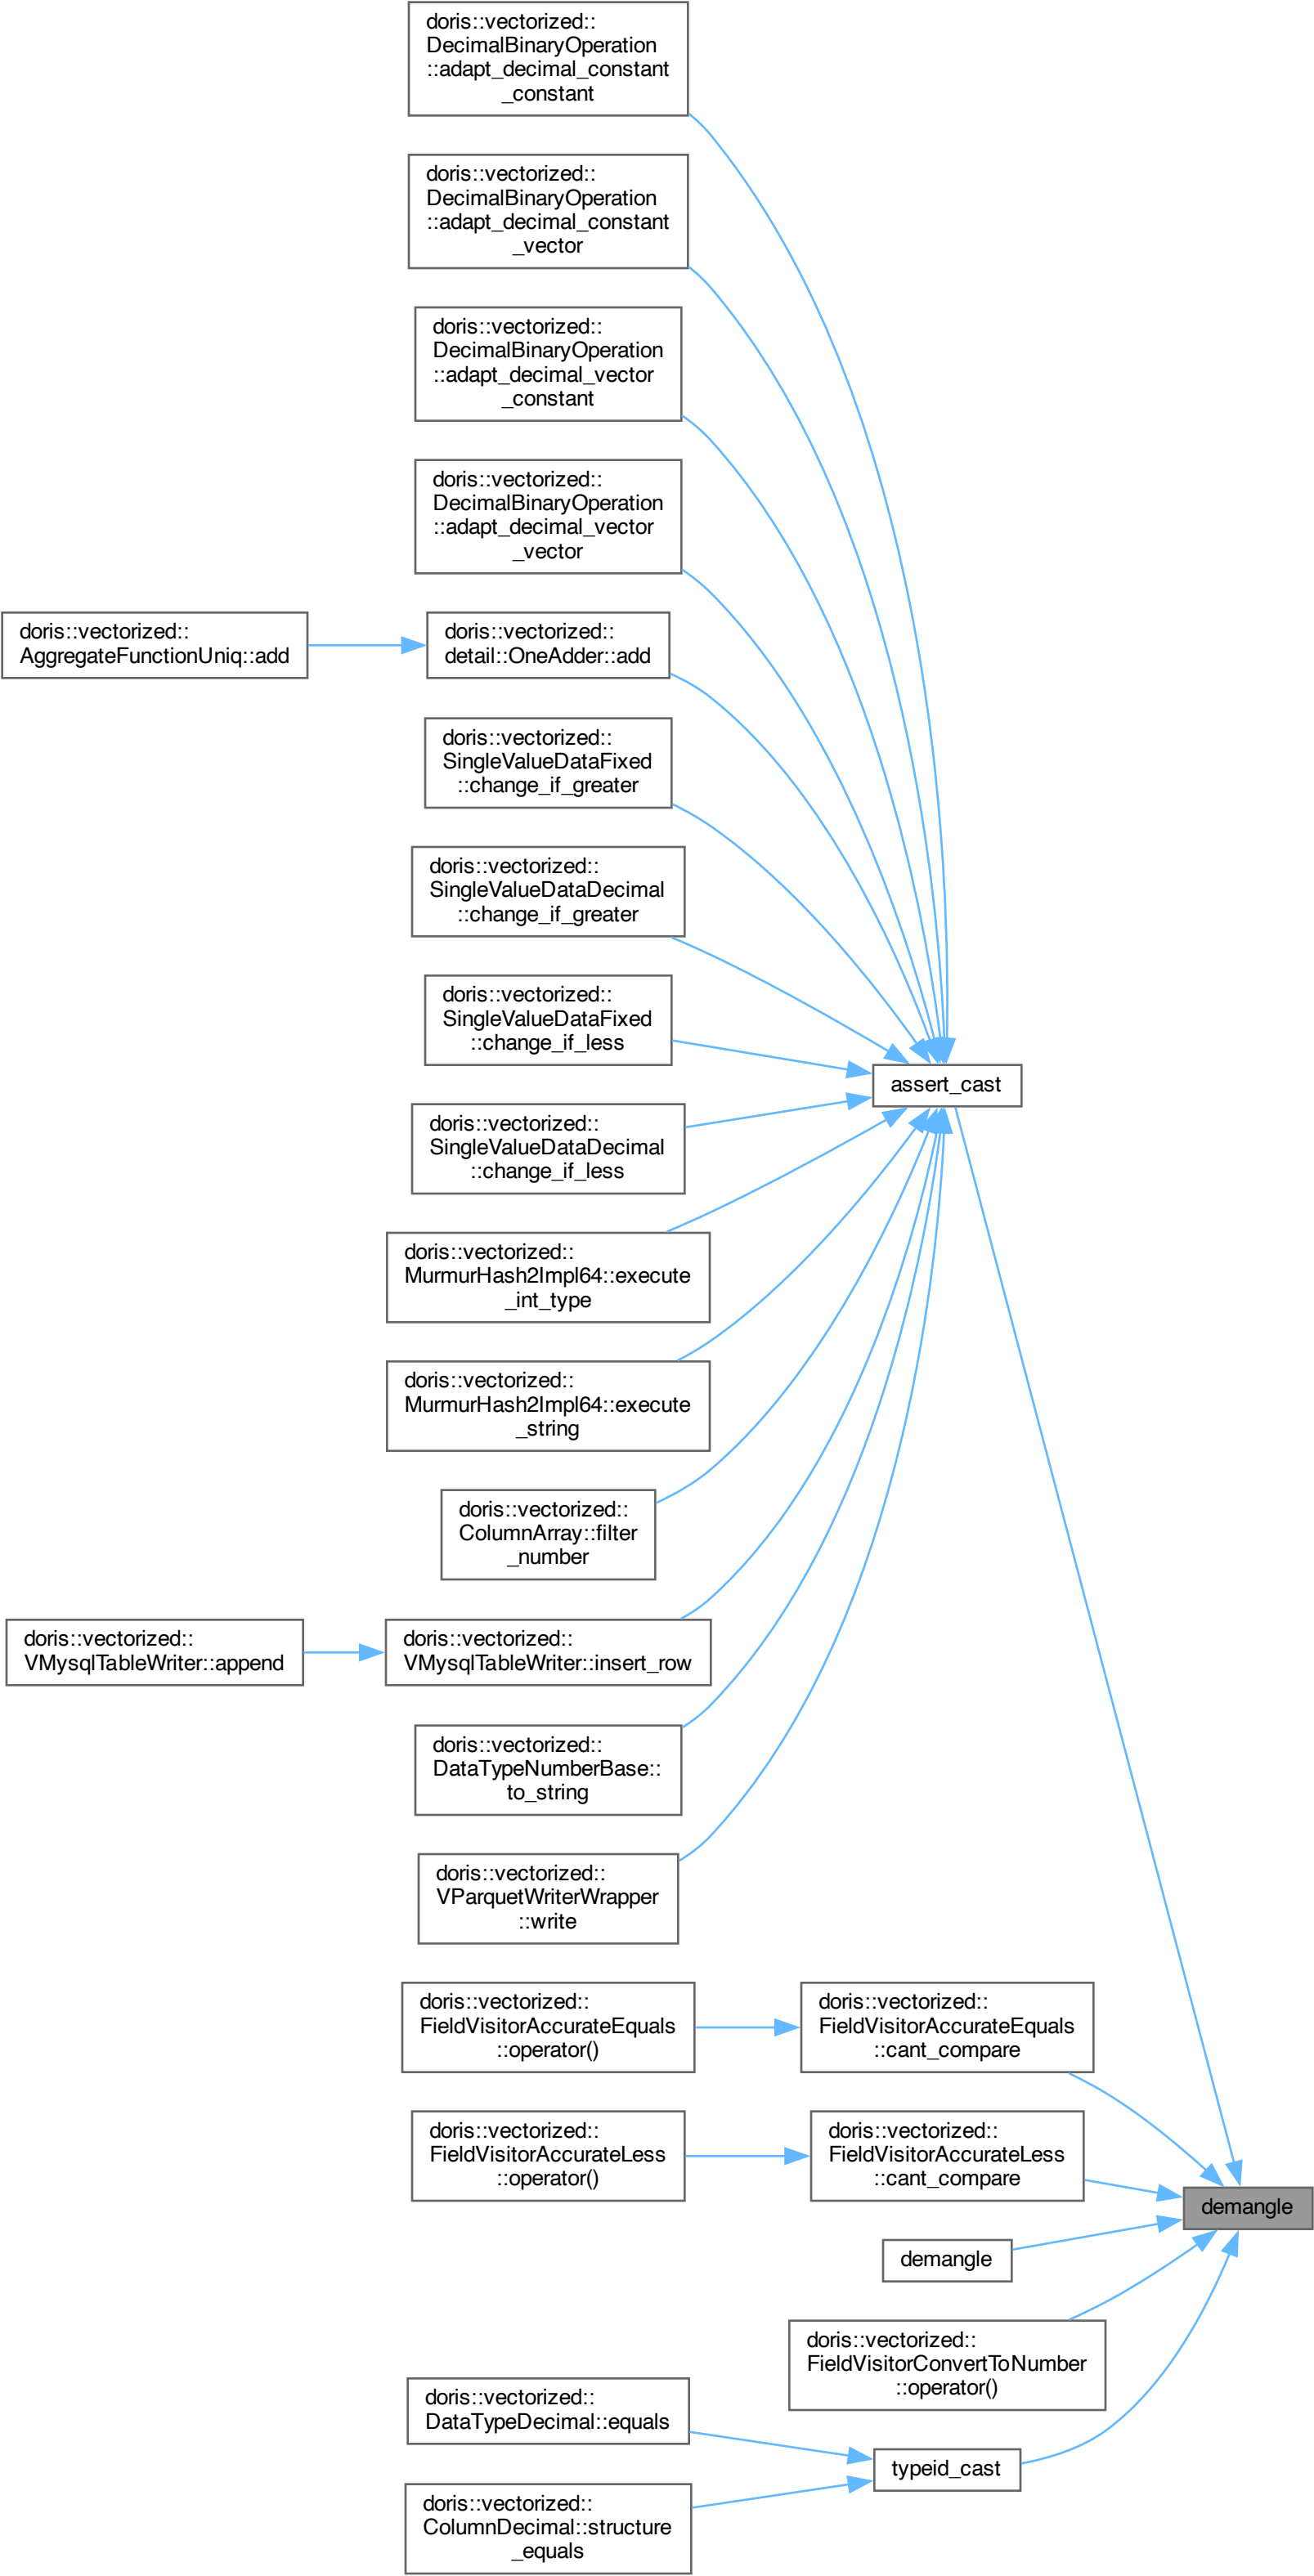 doris::vectorized::
DecimalBinaryOperation
::adapt_decimal_constant
_constant
doris::vectorized::
DecimalBinaryOperation
::adapt_decimal_constant
_vector
doris::vectorized::
DecimalBinaryOperation
::adapt_decimal_vector
_constant
doris::vectorized::
DecimalBinaryOperation
::adapt_decimal_vector
_vector
doris::vectorized::
AggregateFunctionUniq::add
doris::vectorized::
detail::OneAdder::add
doris::vectorized::
SingleValueDataFixed
::change_if_greater
doris::vectorized::
SingleValueDataDecimal
::change_if_greater
doris::vectorized::
SingleValueDataFixed
::change_if_less
assert_cast
doris::vectorized::
SingleValueDataDecimal
::change_if_less
doris::vectorized::
MurmurHash2Impl64::execute
_int_type
doris::vectorized::
MurmurHash2Impl64::execute
_string
doris::vectorized::
ColumnArray::filter
_number
doris::vectorized::
VMysqlTableWriter::append
doris::vectorized::
VMysqlTableWriter::insert_row
doris::vectorized::
DataTypeNumberBase::
to_string
doris::vectorized::
VParquetWriterWrapper
::write
doris::vectorized::
FieldVisitorAccurateEquals
::operator()
doris::vectorized::
FieldVisitorAccurateEquals
::cant_compare
doris::vectorized::
FieldVisitorAccurateLess
::operator()
doris::vectorized::
FieldVisitorAccurateLess
::cant_compare
demangle
demangle
doris::vectorized::
FieldVisitorConvertToNumber
::operator()
doris::vectorized::
DataTypeDecimal::equals
typeid_cast
doris::vectorized::
ColumnDecimal::structure
_equals